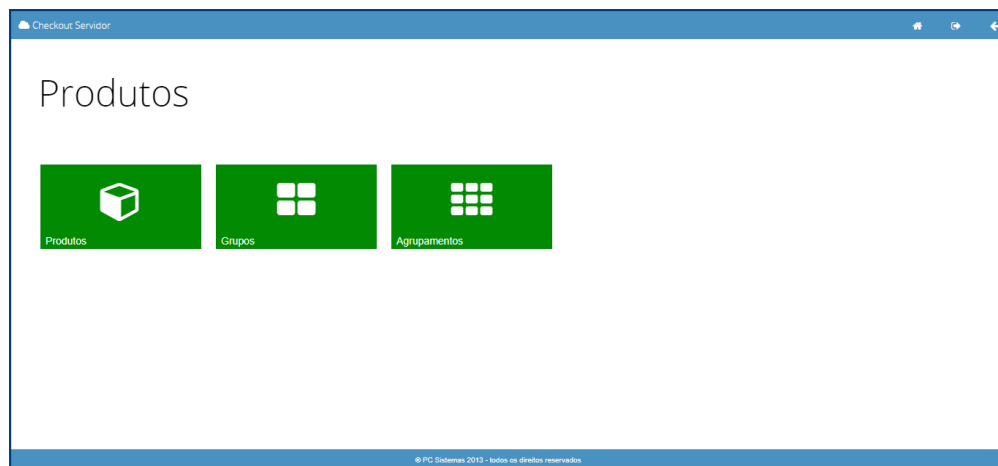 Checkout Servidor
Produtos
Produtos
Grupos
Agrupamentos
© PC Sistemas 2013 - todos os direitos reservados